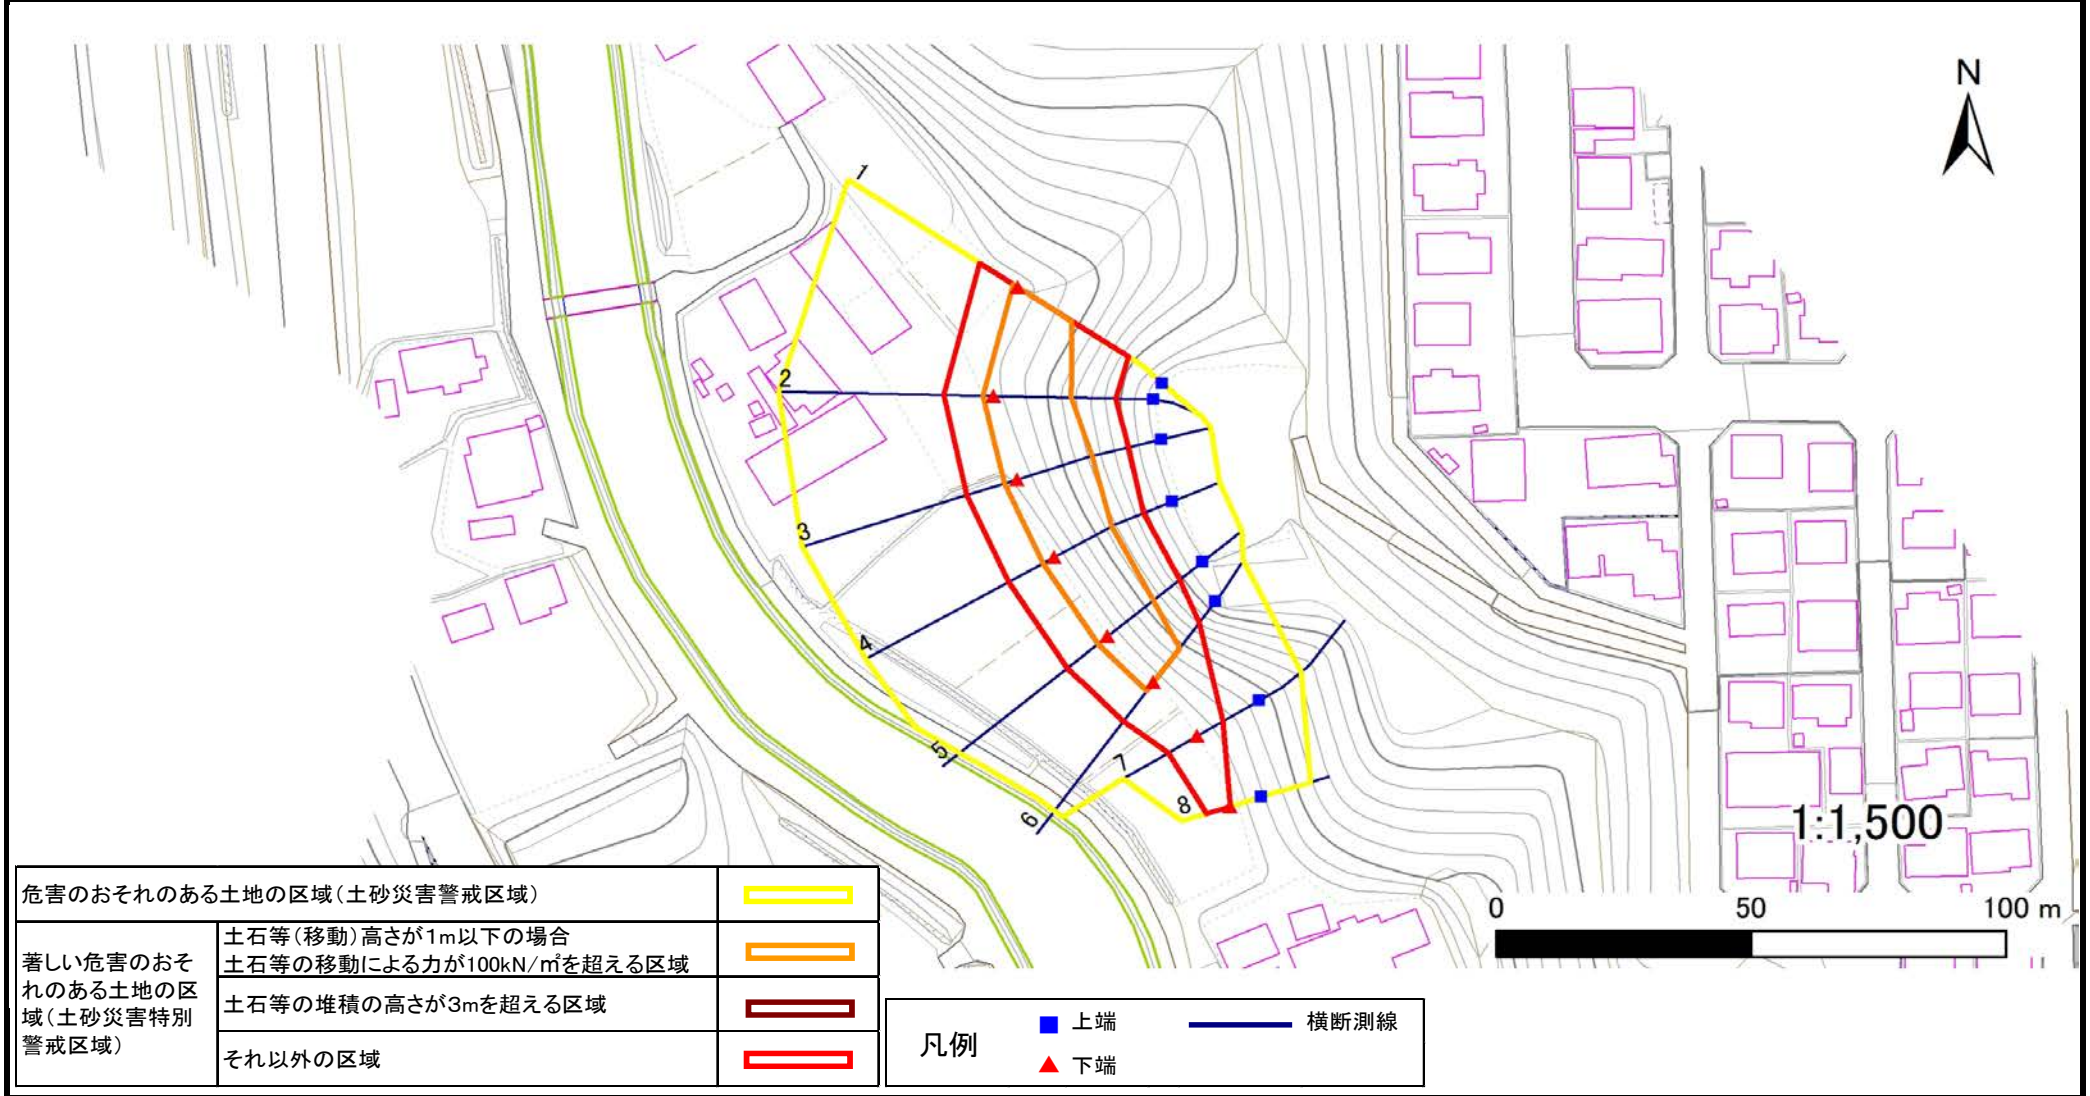 N
1
2
3
4
5
6
7
8
1:1,500
0 50 100 m
危害のおそれのある土地の区域(土砂災害警戒区域)
著しい危害のおそ
れのある土地の区
域(土砂災害特別
警戒区域)
土石等(移動)高さが1m以下の場合
土石等の移動による力が100kN/㎡を超える区域
土石等の堆積の高さが3mを超える区域
それ以外の区域
凡例
上端
横断測線
下端